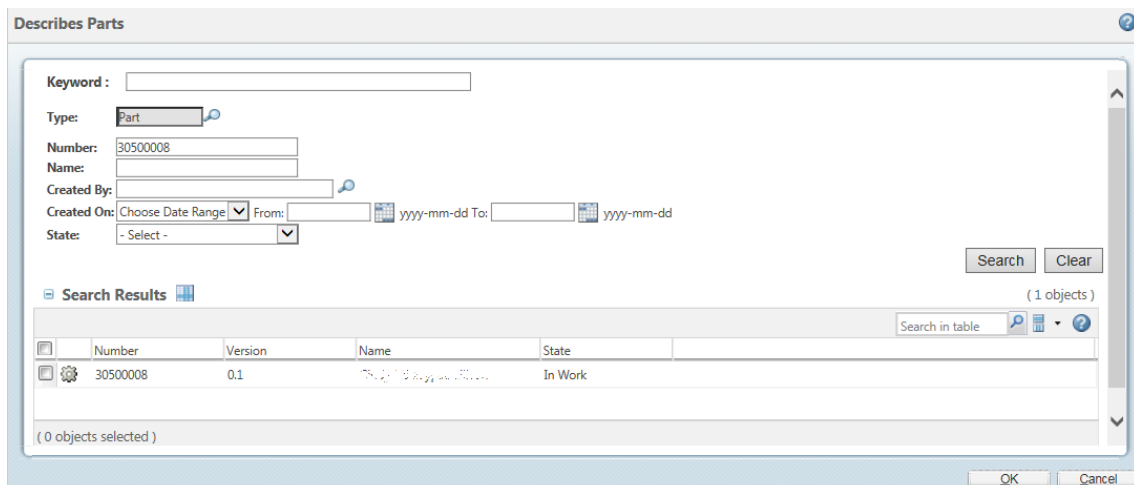 Describes Parts
Keyword :
Type: Part
Number: 30500008
Name:
Created By:
Created On: Choose Date Range From: yyyy-mm-dd To: yyyy-mm-dd
State: - Select -
Search Clear
Search Results ( 1 objects )
Search in table
Number Version Name State
30500008 0.1 In Work
( 0 objects selected )
OK Cancel